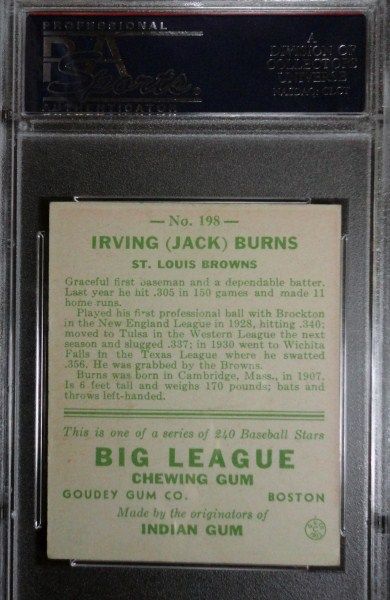 PROFESSIONAL
PSA
Sports
AUTHENTICATOR
A
DIVISION OF
COLLECTORS
UNIVERSE
NASDAQ: CLCT
— No. 198 —
IRVING (JACK) BURNS
ST. LOUIS BROWNS
Graceful first baseman and a dependable batter.
Last year he hit .305 in 150 games and made 11
home runs.
Played his first professional ball with Brockton
in the New England League in 1928, hitting .340;
moved to Tulsa in the Western League the next
season and slugged .337; in 1930 went to Wichita
Falls in the Texas League where he swatted
.356. He was grabbed by the Browns.
Burns was born in Cambridge, Mass., in 1907.
Is 6 feet tall and weighs 170 pounds; bats and
throws left-handed.
This is one of a series of 240 Baseball Stars
BIG LEAGUE
CHEWING GUM
GOUDEY GUM CO. BOSTON
Made by the originators of
INDIAN GUM